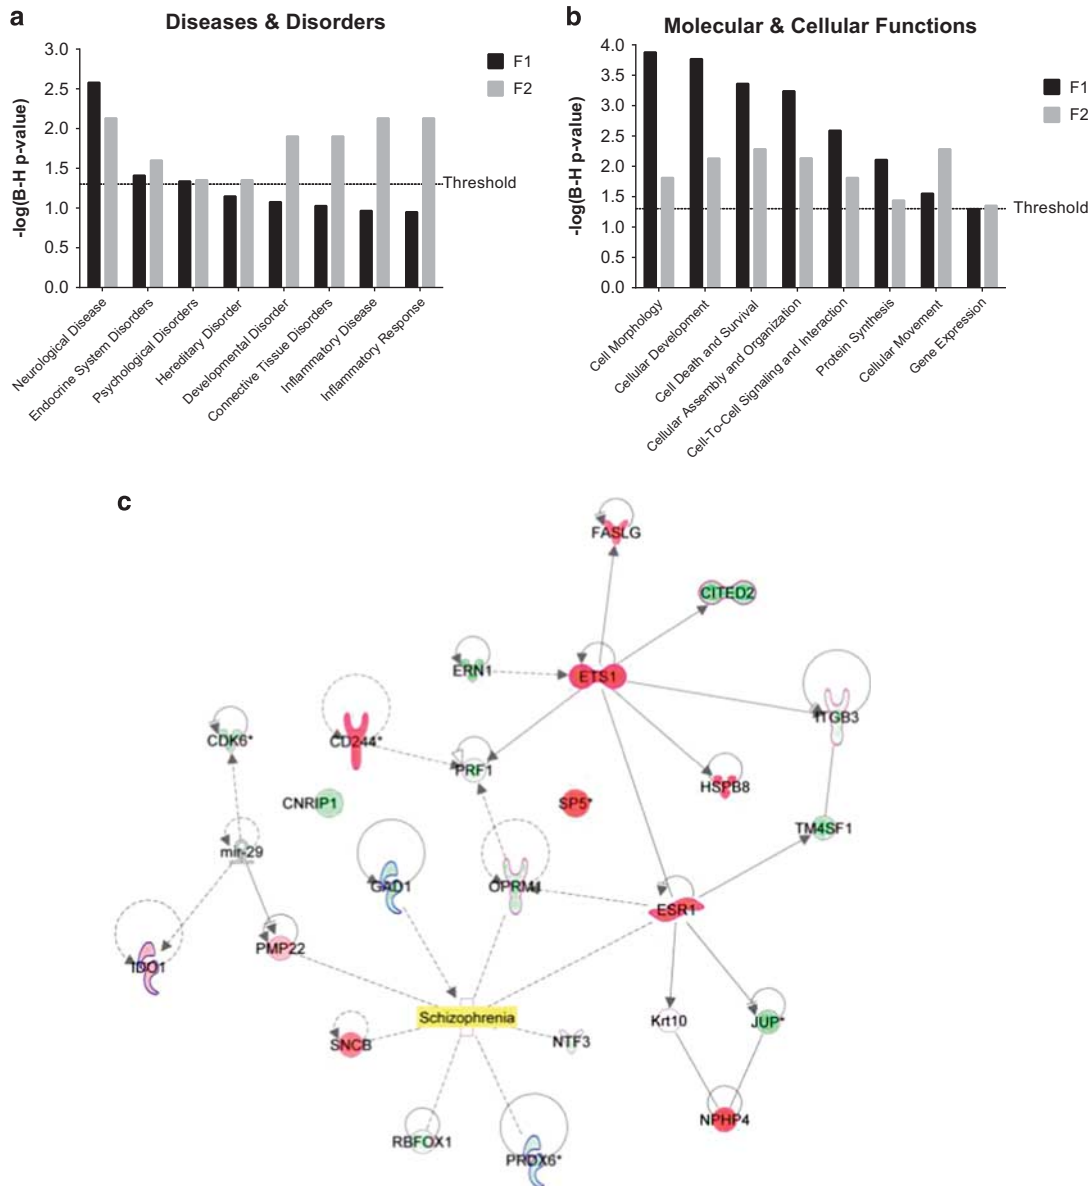 a
Diseases & Disorders
-log(B-H p-value)
3.0
2.5
2.0
1.5
1.0
0.5
0.0
F1
F2
Threshold
Neurological Disease
Endocrine System Disorders
Psychological Disorders
Hereditary Disorder
Developmental Disorder
Connective Tissue Disorders
Inflammatory Disease
Inflammatory Response
b
Molecular & Cellular Functions
-log(B-H p-value)
4.0
3.5
3.0
2.5
2.0
1.5
1.0
0.5
0.0
F1
F2
Threshold
Cell Morphology
Cellular Development
Cell Death and Survival
Cellular Assembly and Organization
Cell-To-Cell Signaling and Interaction
Protein Synthesis
Cellular Movement
Gene Expression
c
FASLG
CITED2
ERN1
ETS1
ITGB3
CDK6*
CD244*
PRF1
HSPB8
CNRIP1
SP5*
TM4SF1
mir-29
GAD1
OPRM1
ESR1
IDO1
PMP22
Schizophrenia
Krt10
JUP*
SNCB
NTF3
NPHP4
RBFOX1
PRDX6*